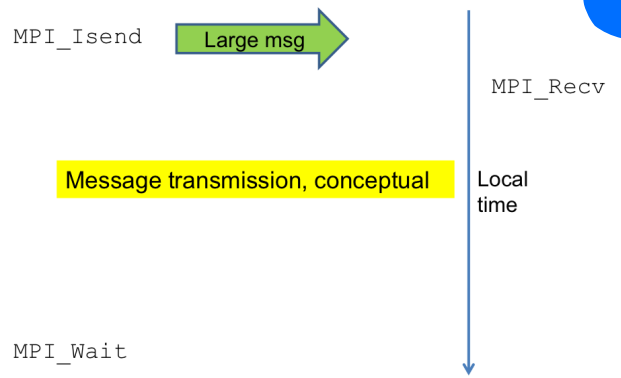 MPI_Isend
Large msg
MPI_Recv
Message transmission, conceptual
Local
time
MPI_Wait